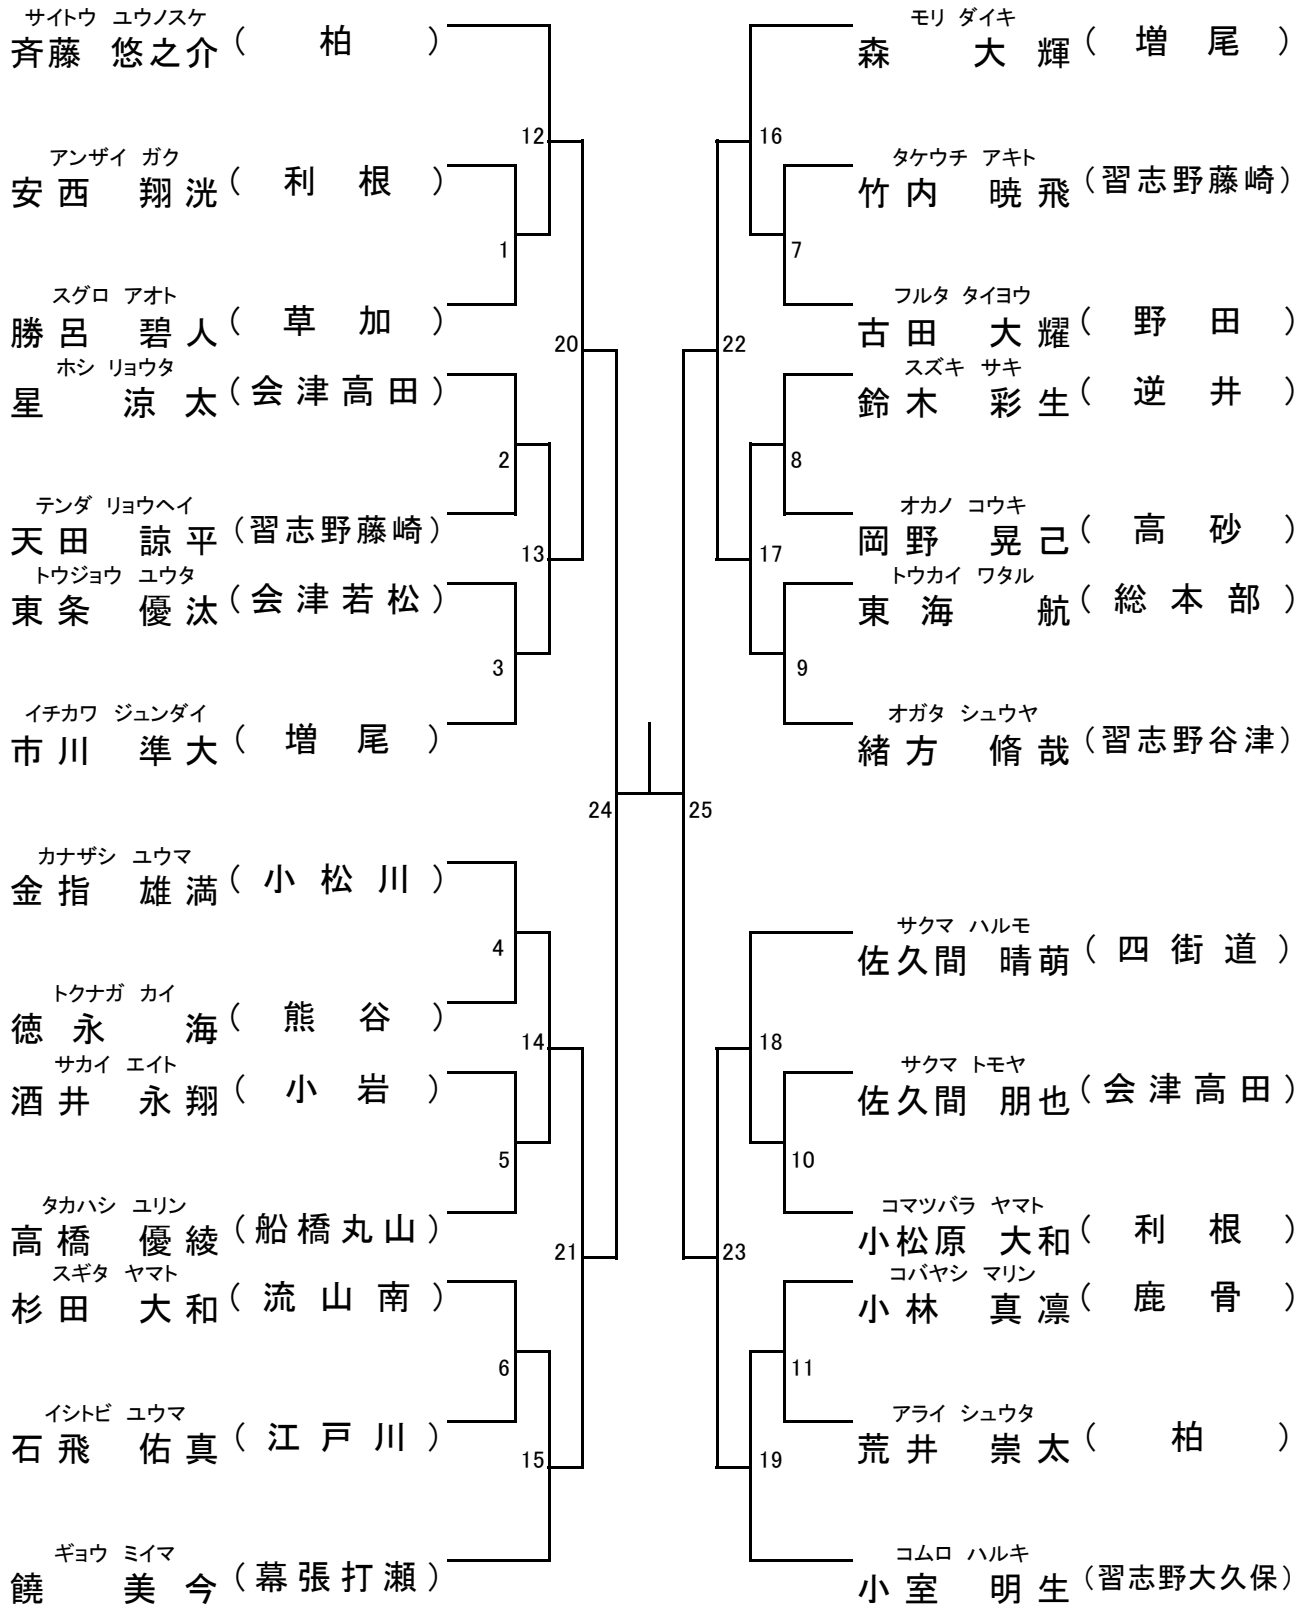 サイトウ ユウノスケ
斉藤 悠之介 ( 柏 )
12
アンザイ ガク
安西 翔洸 ( 利根 )
1
スグロ アオト
勝呂 碧人 ( 草加 )
20
ホシ リョウタ
星 涼太 ( 会津高田 )
2
テンダ リョウヘイ
天田 諒平 ( 習志野藤崎 )
13
トウジョウ ユウタ
東条 優汰 ( 会津若松 )
3
イチカワ ジュンダイ
市川 準大 ( 増尾 )
24
カナザシ ユウマ
金指 雄満 ( 小松川 )
4
トクナガ カイ
徳永 海 ( 熊谷 )
14
サカイ エイト
酒井 永翔 ( 小岩 )
5
タカハシ ユリン
高橋 優綾 ( 船橋丸山 )
21
スギタ ヤマト
杉田 大和 ( 流山南 )
6
イシトビ ユウマ
石飛 佑真 ( 江戸川 )
15
ギョウ ミイマ
饒 美今 ( 幕張打瀬 )
モリ ダイキ
森 大輝 ( 増尾 )
16
タケウチ アキト
竹内 暁飛 ( 習志野藤崎 )
7
フルタ タイヨウ
古田 大耀 ( 野田 )
22
スズキ サキ
鈴木 彩生 ( 逆井 )
8
オカノ コウキ
岡野 晃己 ( 高砂 )
17
トウカイ ワタル
東海 航 ( 総本部 )
9
オガタ シュウヤ
緒方 脩哉 ( 習志野谷津 )
25
サクマ ハルモ
佐久間 晴萌 ( 四街道 )
18
サクマ トモヤ
佐久間 朋也 ( 会津高田 )
10
コマツバラ ヤマト
小松原 大和 ( 利根 )
23
コバヤシ マリン
小林 真凛 ( 鹿骨 )
11
アライ シュウタ
荒井 崇太 ( 柏 )
19
コムロ ハルキ
小室 明生 ( 習志野大久保 )